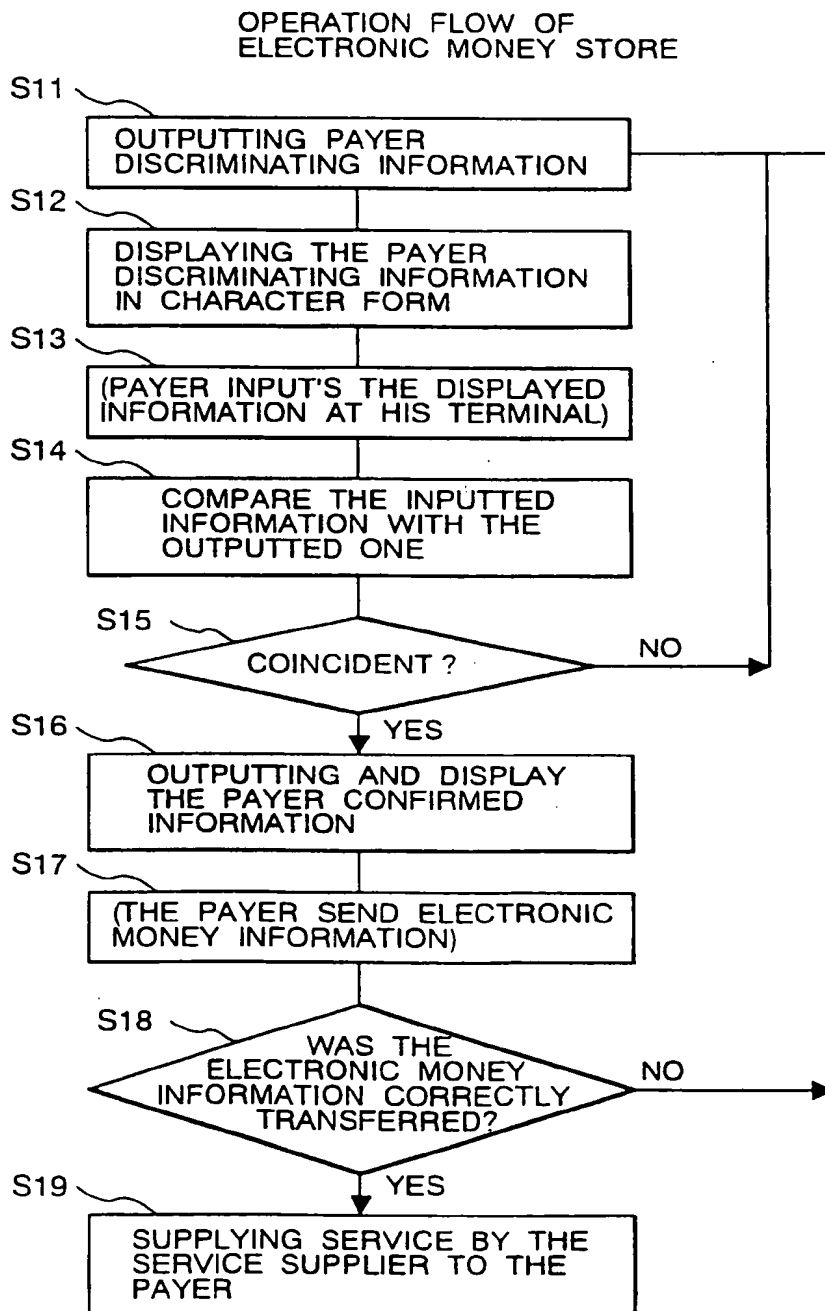 OPERATION FLOW OF
ELECTRONIC MONEY STORE
S11
OUTPUTTING PAYER
DISCRIMINATING INFORMATION
S12
DISPLAYING THE PAYER
DISCRIMINATING INFORMATION
IN CHARACTER FORM
S13
(PAYER INPUT'S THE DISPLAYED
INFORMATION AT HIS TERMINAL)
S14
COMPARE THE INPUTTED
INFORMATION WITH THE
OUTPUTTED ONE
S15
COINCIDENT ?
NO
YES
S16
OUTPUTTING AND DISPLAY
THE PAYER CONFIRMED
INFORMATION
S17
(THE PAYER SEND ELECTRONIC
MONEY INFORMATION)
S18
WAS THE
ELECTRONIC MONEY
INFORMATION CORRECTLY
TRANSFERRED?
NO
YES
S19
SUPPLYING SERVICE BY THE
SERVICE SUPPLIER TO THE
PAYER